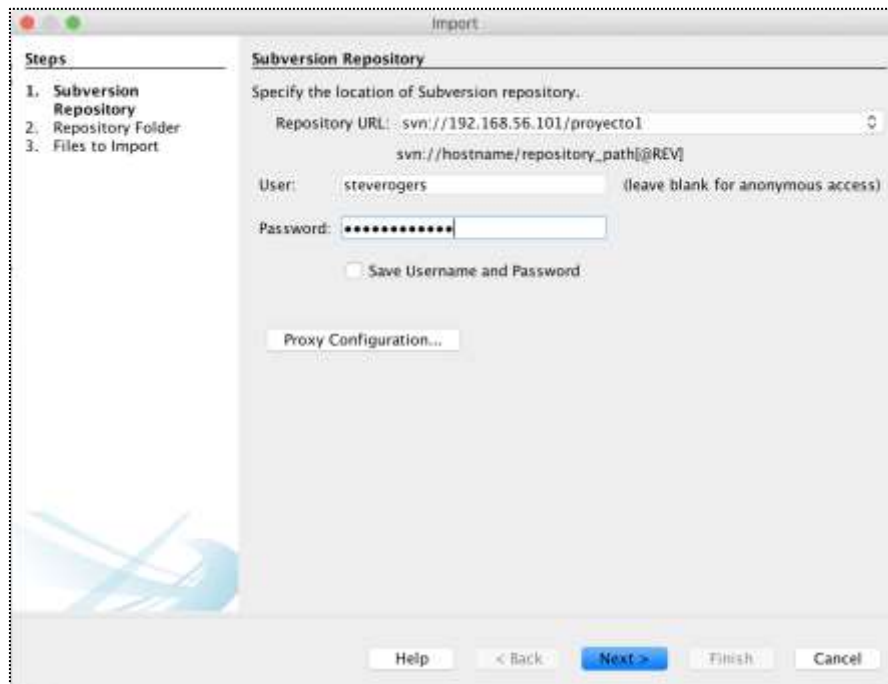 Import
Steps
1. Subversion
Repository
2. Repository Folder
3. Files to Import
Subversion Repository
Specify the location of Subversion repository.
Repository URL: svn://192.168.56.101/proyecto1
svn://hostname/repository_path[@REV]
User: steverogers (leave blank for anonymous access)
Password: ••••••••••••
Save Username and Password
Proxy Configuration...
Help < Back Next > Finish Cancel